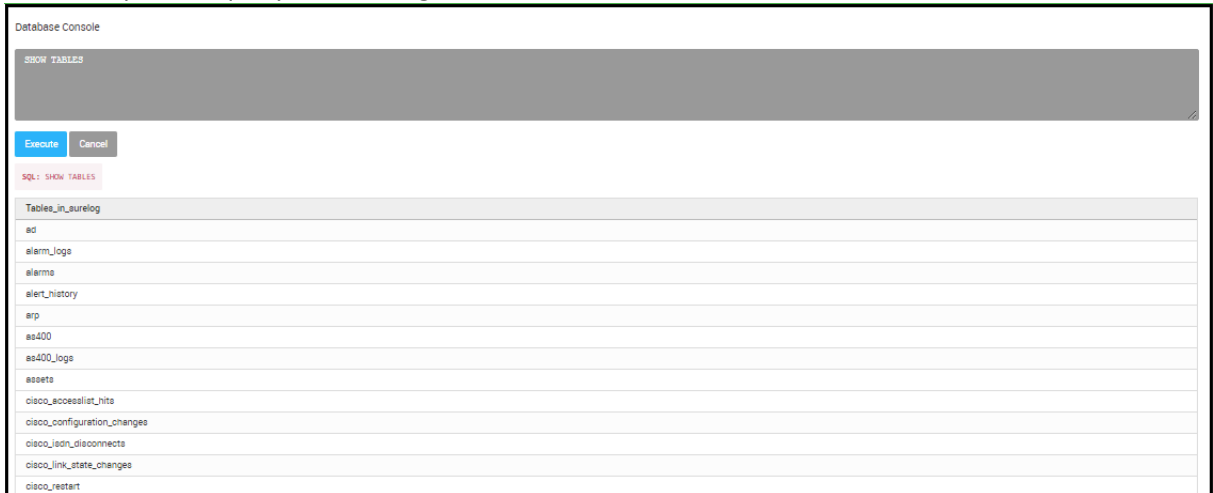 Database Console
SHOW TABLES
Execute Cancel
SQL: SHOW TABLES
Tables_in_surelog
ad
alarm_logs
alarms
alert_history
arp
as400
as400_logs
assets
cisco_accesslist_hits
cisco_configuration_changes
cisco_isdn_disconnects
cisco_link_state_changes
cisco_restart